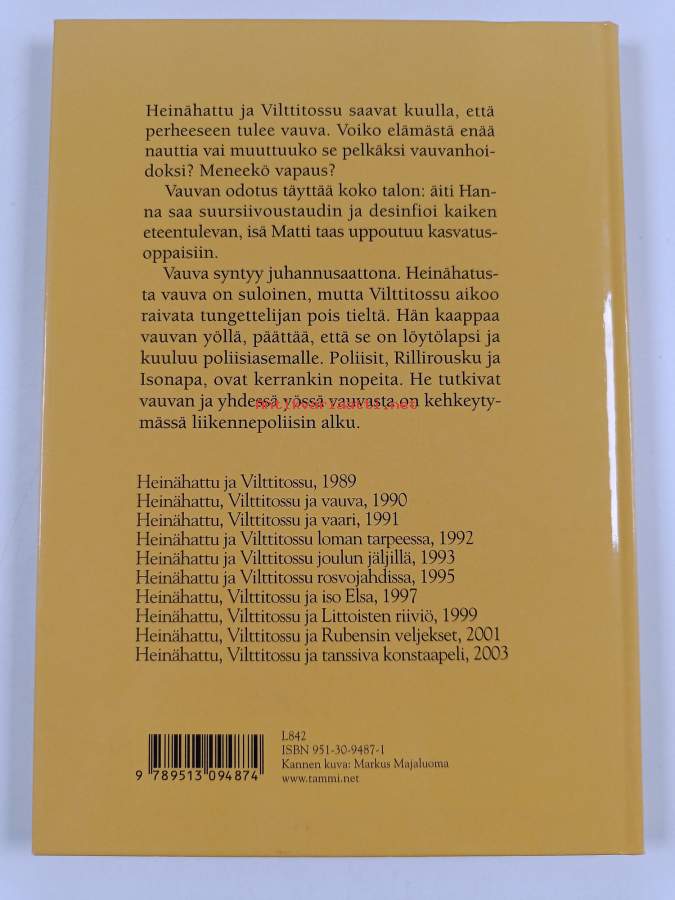 Heinähattu ja Vilttitossu saavat kuulla, että
perheeseen tulee vauva. Voiko elämästä enää
nauttia vai muuttuuko se pelkäksi vauvanhoi-
doksi? Meneekö vapaus?
Vauvan odotus täyttää koko talon: äiti Han-
na saa suursiivoustaudin ja desinfioi kaiken
eteentulevan, isä Matti taas uppoutuu kasvatus-
oppaisiin.
Vauva syntyy juhannusaattona. Heinähatus-
ta vauva on suloinen, mutta Vilttitossu aikoo
raivata tungettelijan pois tieltä. Hän kaappaa
vauvan yöllä, päättää, että se on löytölapsi ja
kuuluu poliisiasemalle. Poliisit, Rillirousku ja
Isonapa, ovat kerrankin nopeita. He tutkivat
vauvan ja yhdessä yössä vauvasta on kehkeyty-
Antikvariaatti.net
mässä liikennepoliisin alku.
Heinähattu ja Vilttitossu, 1989
Heinähattu, Vilttitossu ja vauva, 1990
Heinähattu, Vilttitossu ja vaari, 1991
Heinähattu ja Vilttitossu loman tarpeessa, 1992
Heinähattu ja Vilttitossu joulun jäljillä, 1993
Heinähattu ja Vilttitossu rosvojahdissa, 1995
Heinähattu, Vilttitossu ja iso Elsa, 1997
Heinähattu, Vilttitossu ja Littoisten riiviö, 1999
Heinähattu, Vilttitossu ja Rubensin veljekset, 2001
Heinähattu, Vilttitossu ja tanssiva konstaapeli, 2003
L842
ISBN 951-30-9487-1
Kannen kuva: Markus Majaluoma
www.tammi.net
9 789513 094874